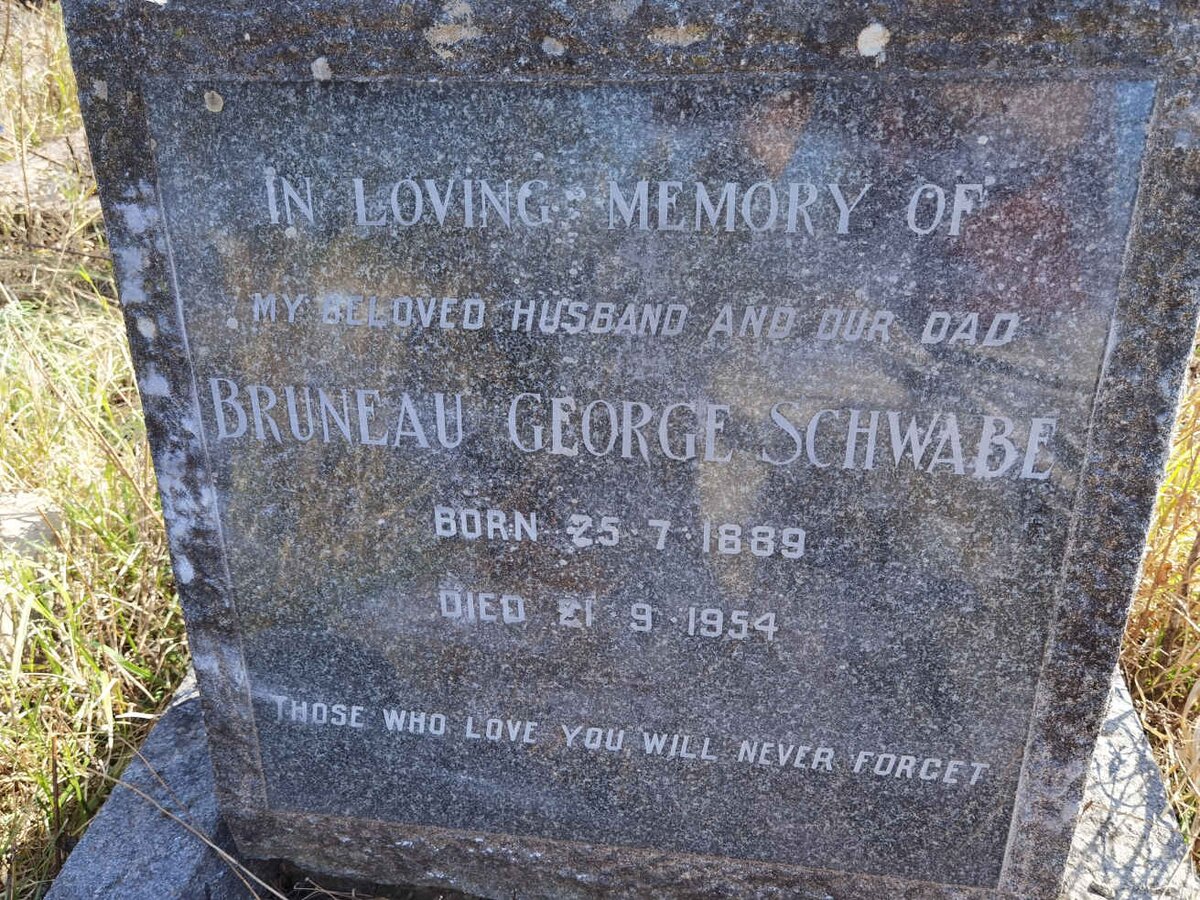 IN LOVING MEMORY OF
MY BELOVED HUSBAND AND OUR DAD
BRUNEAU GEORGE SCHWABE
BORN 25·7·1889
DIED 21·9·1954
THOSE WHO LOVE YOU WILL NEVER FORGET